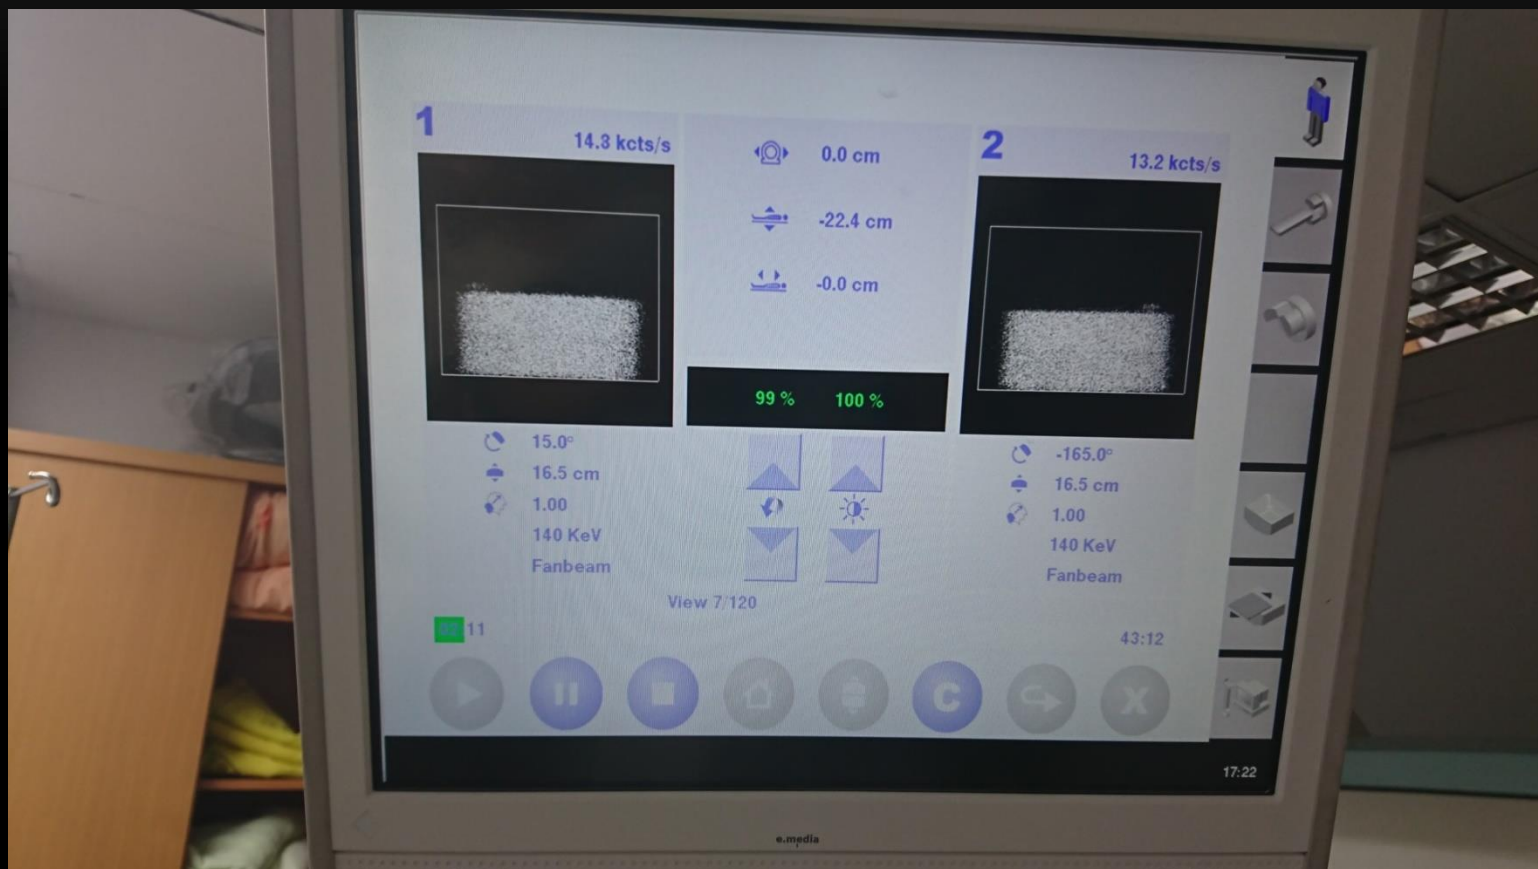 1
14.3 kcts/s
0.0 cm
-22.4 cm
-0.0 cm
2
13.2 kcts/s
99 %
100 %
15.0°
16.5 cm
1.00
140 KeV
Fanbeam
-165.0°
16.5 cm
1.00
140 KeV
Fanbeam
View 7/120
11
43:12
C
X
17:22
e.media